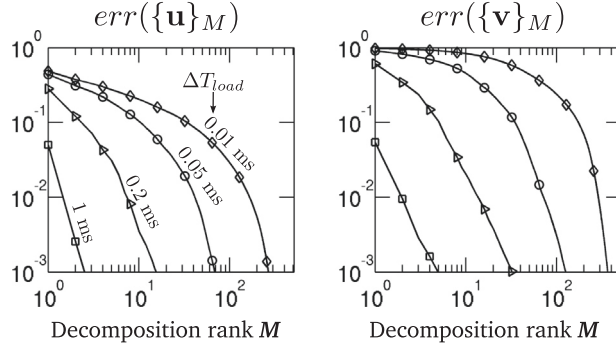 err({u}_M)
err({v}_M)
10^0
10^-1
10^-2
10^-3
10^0
10^1
10^2
Decomposition rank M
ΔT_load
0.01 ms
0.05 ms
0.2 ms
1 ms
10^0
10^-1
10^-2
10^-3
10^0
10^1
10^2
Decomposition rank M